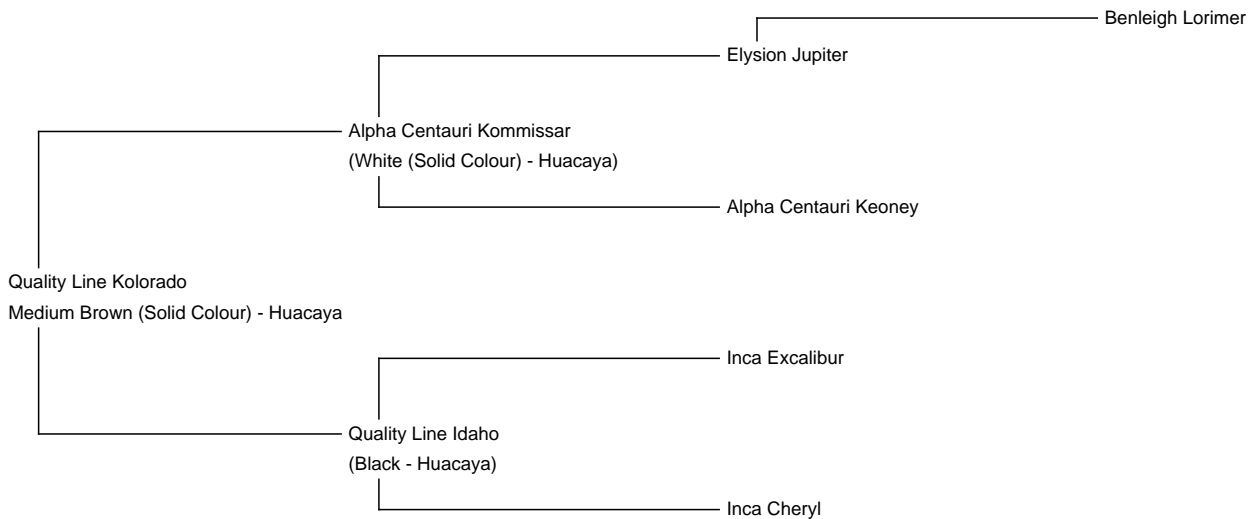 Benleigh Lorimer
Elysion Jupiter
Alpha Centauri Kommissar
(White (Solid Colour) - Huacaya)
Alpha Centauri Keoney
Quality Line Kolorado
Medium Brown (Solid Colour) - Huacaya
Inca Excalibur
Quality Line Idaho
(Black - Huacaya)
Inca Cheryl